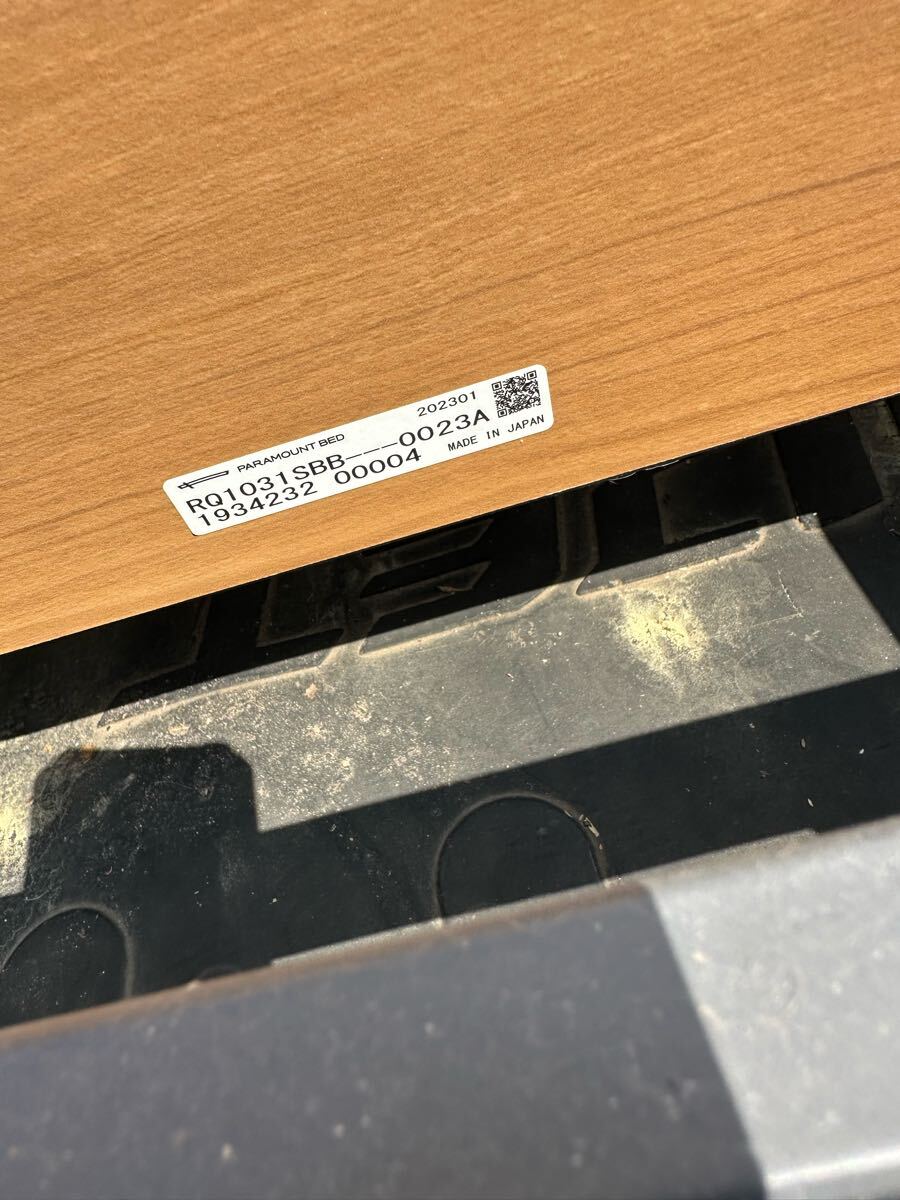 PARAMOUNT BED 202301
RQ1031SBB---0023A
1934232 00004 MADE IN JAPAN